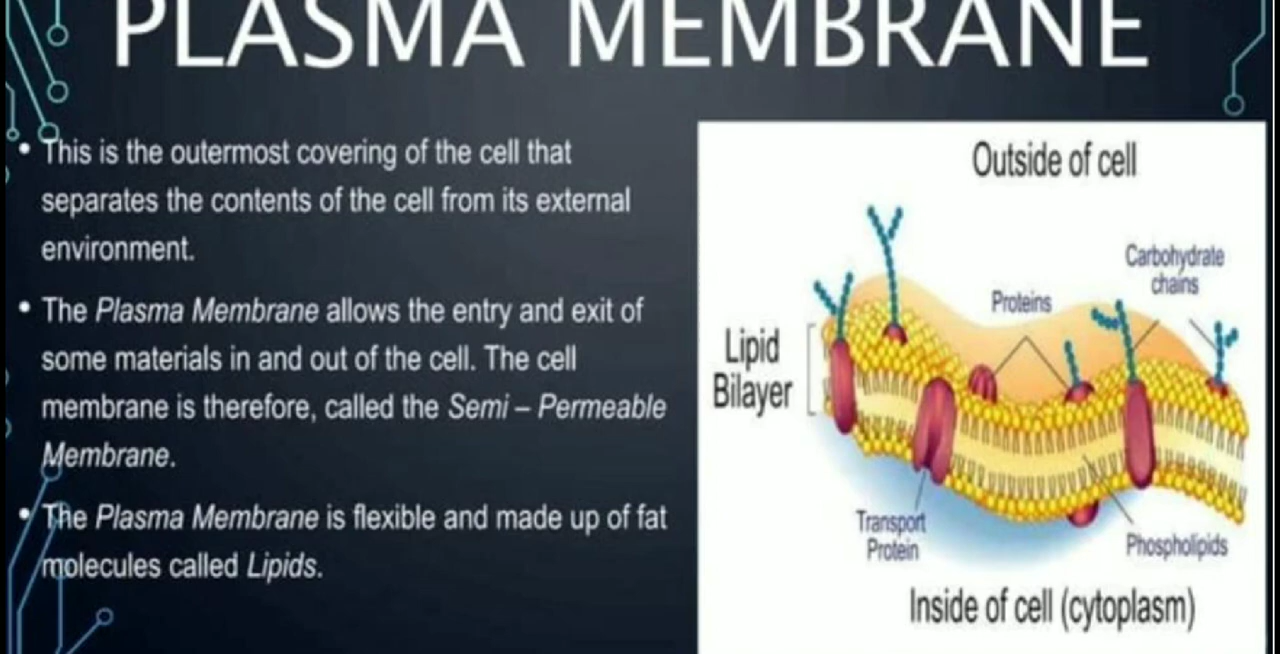 PLASMA MEMBRANE
• This is the outermost covering of the cell that
separates the contents of the cell from its external
environment.
• The Plasma Membrane allows the entry and exit of
some materials in and out of the cell. The cell
membrane is therefore, called the Semi – Permeable
Membrane.
• The Plasma Membrane is flexible and made up of fat
molecules called Lipids.
Outside of cell
Carbohydrate
chains
Proteins
Lipid
Bilayer
Transport
Protein
Phospholipids
Inside of cell (cytoplasm)